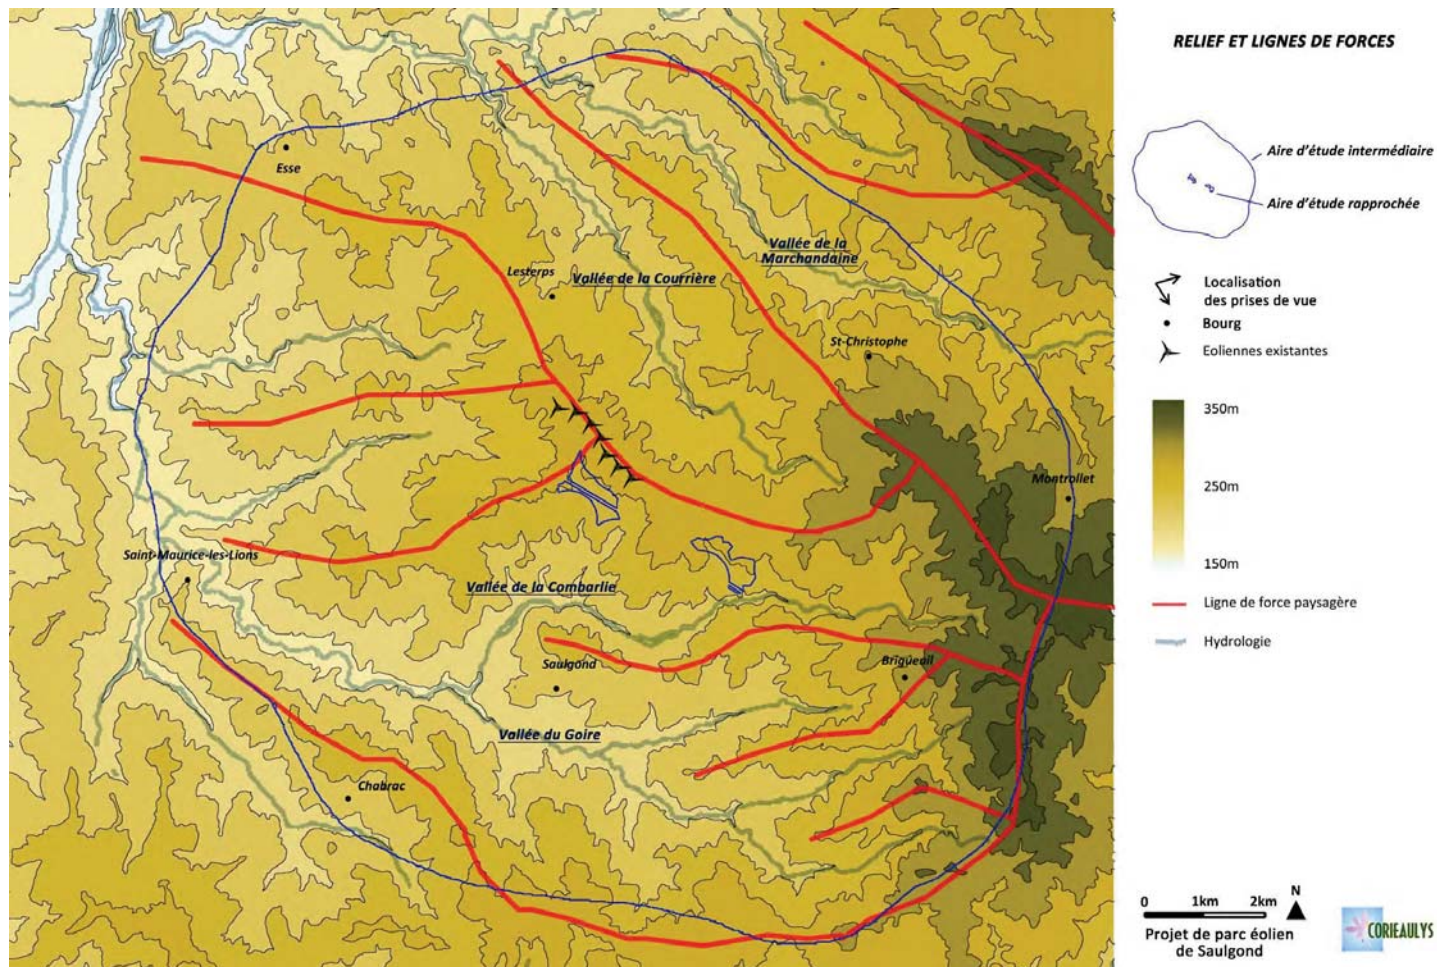 RELIEF ET LIGNES DE FORCES
Aire d'étude intermédiaire
Aire d'étude rapprochée
Localisation
des prises de vue
Bourg
Eoliennes existantes
350m
250m
150m
Ligne de force paysagère
Hydrologie
0 1km 2km N
Projet de parc éolien
de Saulgond
CORIEAULYS
Esse
Vallée de la
Marchandaine
Lesterps
Vallée de la Courrière
St-Christophe
Montrollet
Saint-Maurice-les-Lions
Vallée de la Combarlie
Saulgond
Brigueuil
Vallée du Goire
Chabrac